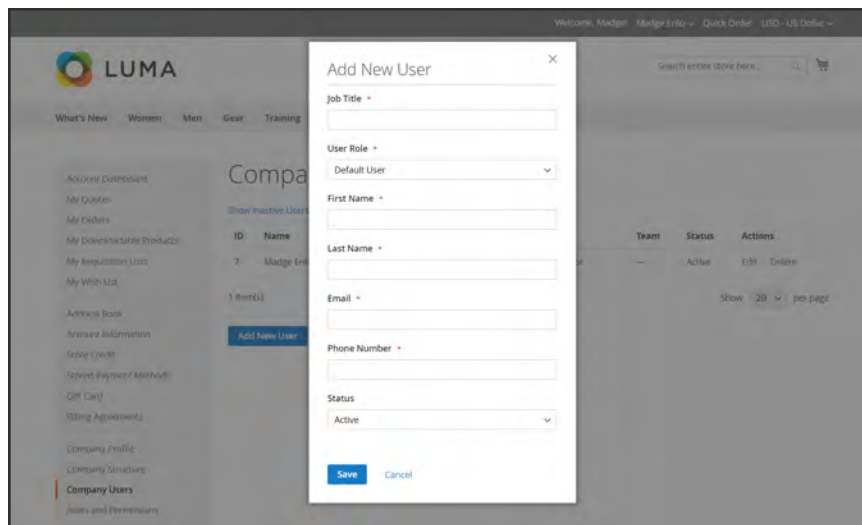 Welcome, Madge! Madge Enito Quick Order USD - US Dollar
LUMA
Search entire store here...
What's New Women Men Gear Training
Add New User
Job Title *
User Role *
Default User
First Name *
Last Name *
Email *
Phone Number *
Status
Active
Save Cancel
Account Dashboard
My Quotes
My Orders
My Downloadable Products
My Requisition Lists
My Wish List
Address Book
Account Information
Store Credit
Stored Payment Methods
Gift Card
Billing Agreements
Company Profile
Company Structure
Company Users
Roles and Permissions
Compa
Show Inactive Users
ID Name Team Status Actions
7 Madge Eni — Active Edit Delete
1 Item(s) Show 20 per page
Add New User